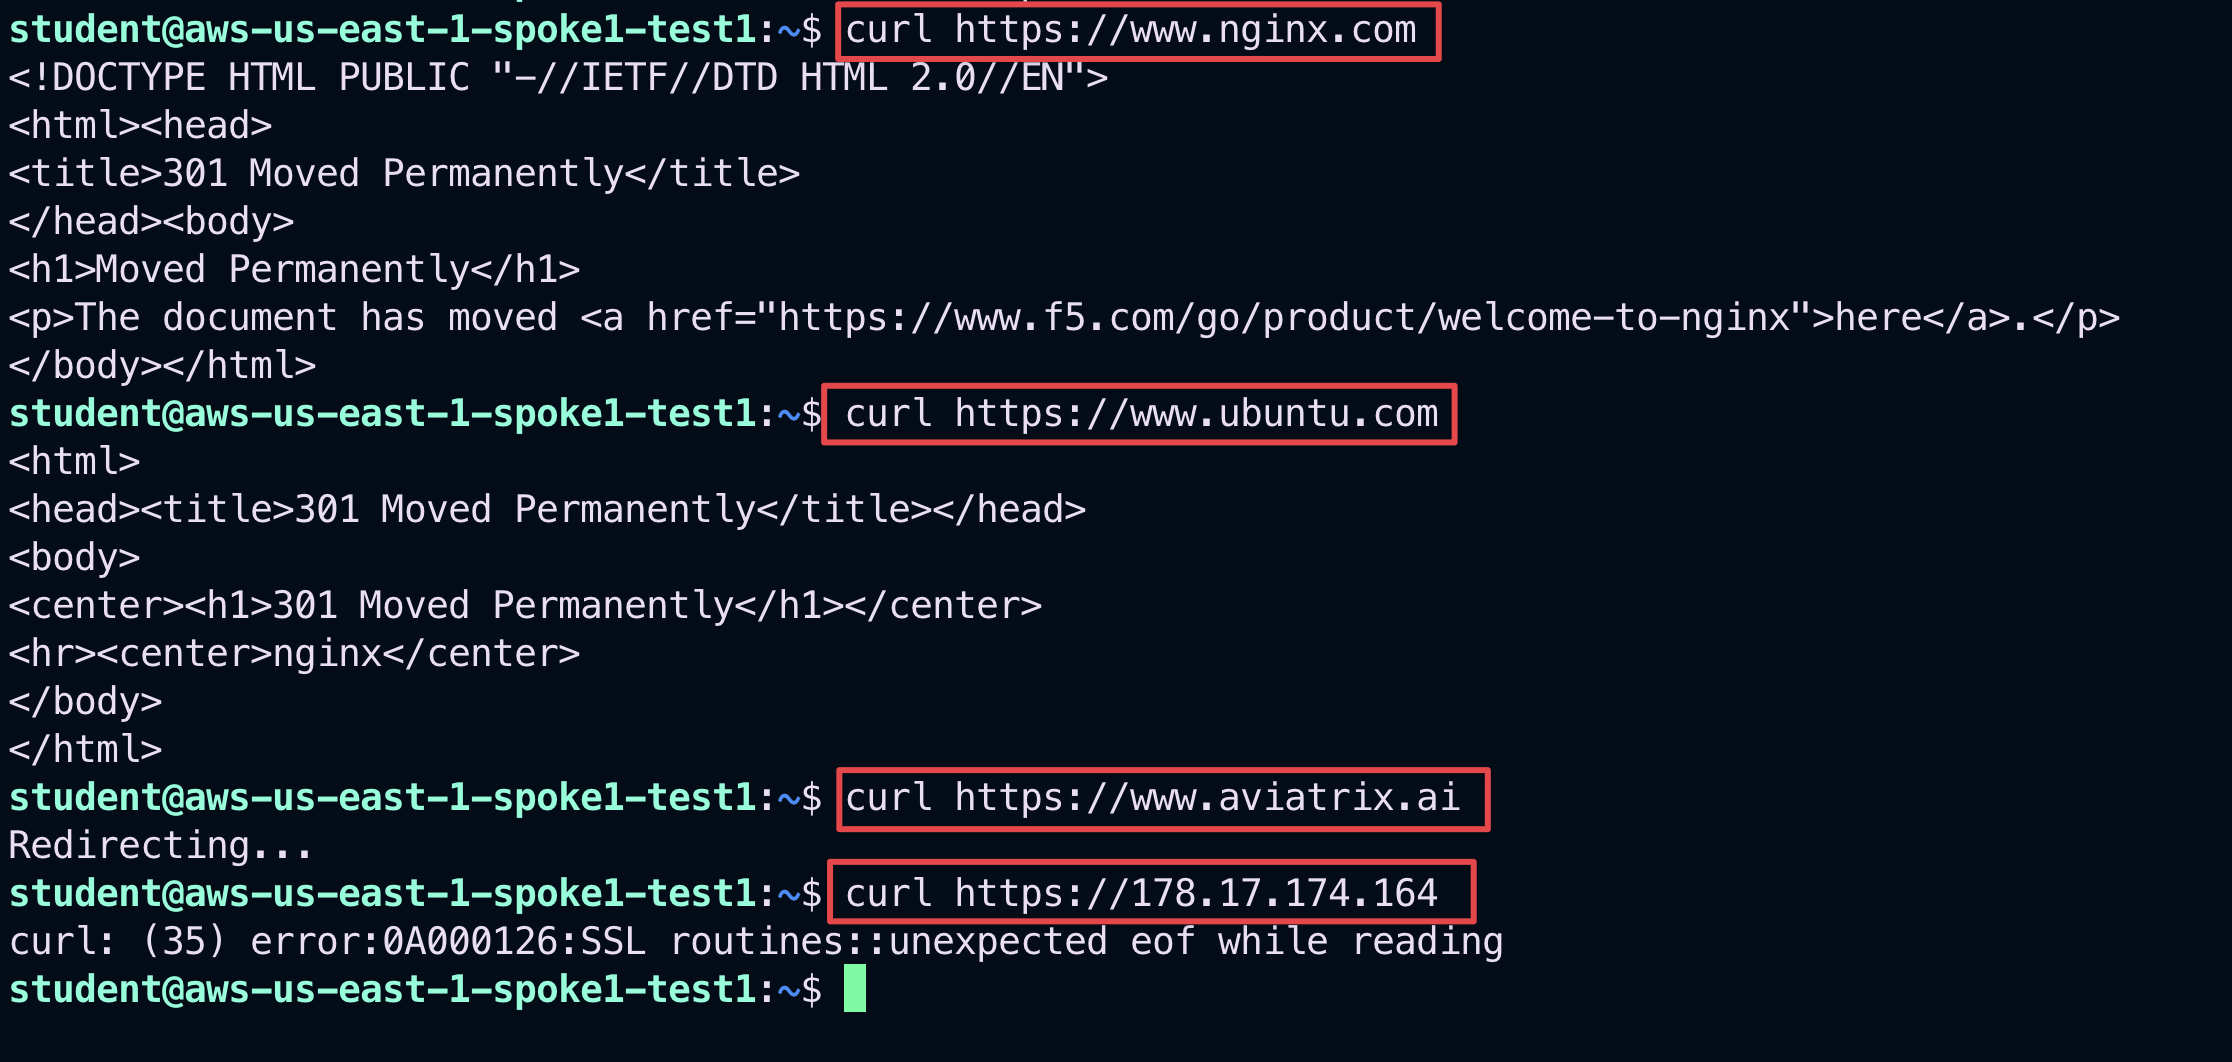 student@aws-us-east-1-spoke1-test1:~$ curl https://www.nginx.com
<!DOCTYPE HTML PUBLIC "-//IETF//DTD HTML 2.0//EN">
<html><head>
<title>301 Moved Permanently</title>
</head><body>
<h1>Moved Permanently</h1>
<p>The document has moved <a href="https://www.f5.com/go/product/welcome-to-nginx">here</a>.</p>
</body></html>
student@aws-us-east-1-spoke1-test1:~$ curl https://www.ubuntu.com
<html>
<head><title>301 Moved Permanently</title></head>
<body>
<center><h1>301 Moved Permanently</h1></center>
<hr><center>nginx</center>
</body>
</html>
student@aws-us-east-1-spoke1-test1:~$ curl https://www.aviatrix.ai
Redirecting...
student@aws-us-east-1-spoke1-test1:~$ curl https://178.17.174.164
curl: (35) error:0A000126:SSL routines::unexpected eof while reading
student@aws-us-east-1-spoke1-test1:~$